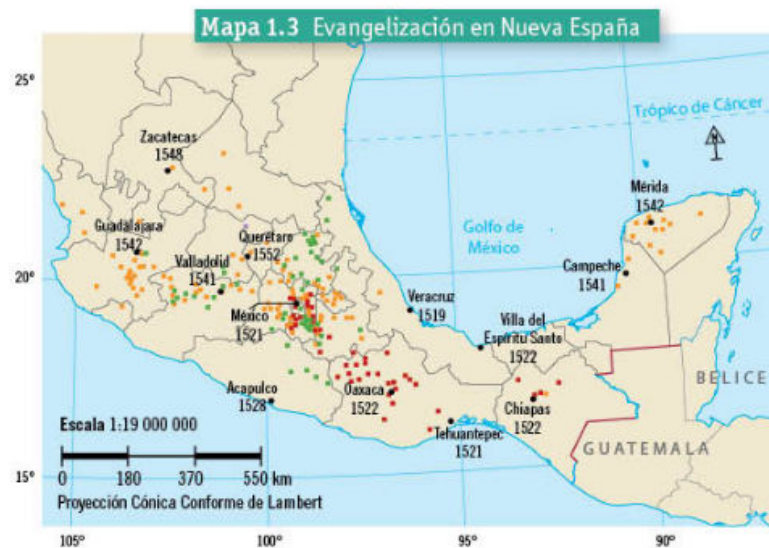 Mapa 1.3 Evangelización en Nueva España
25°
Trópico de Cáncer
N
Zacatecas
1548
Mérida
1542
Guadalajara
1542
Querétaro
1552
Golfo de
México
Valladolid
1541
Campeche
1541
20°
México
1521
Veracruz
1519
Villa del
Espíritu Santo
1522
BELICE
Acapulco
1528
Oaxaca
1522
Chiapas
1522
Tehuantepec
1521
GUATEMALA
Escala 1:19 000 000
0 180 370 550 km
15°
Proyección Cónica Conforme de Lambert
105° 100° 95° 90°